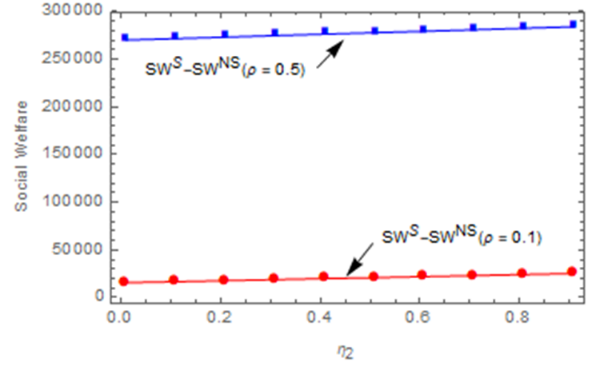 300000
250000
200000
150000
100000
50000
0
Social Welfare
SW^S−SW^NS(ρ = 0.5)
SW^S−SW^NS(ρ = 0.1)
0.0 0.2 0.4 0.6 0.8
η₂